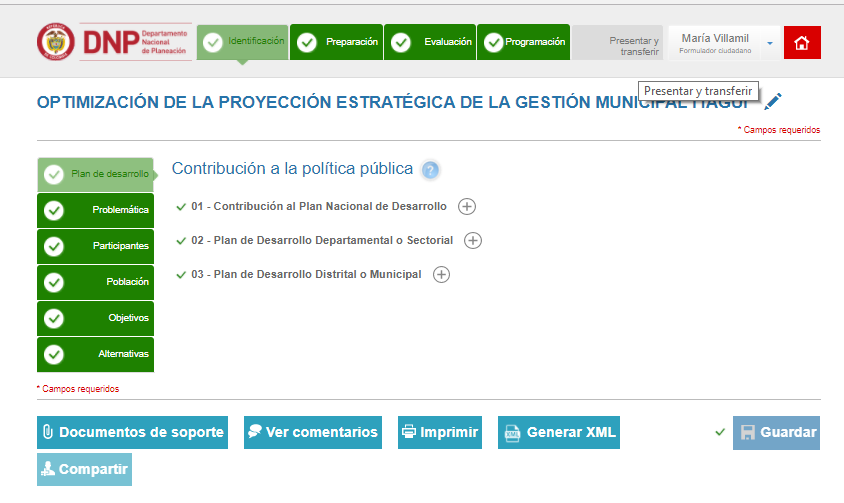 DNP Departamento
Nacional
de Planeación
Identificación
Preparación
Evaluación
Programación
Presentar y
transferir
María Villamil
Formulador ciudadano
OPTIMIZACIÓN DE LA PROYECCIÓN ESTRATÉGICA DE LA GESTIÓN MUNICIPAL ITAGUI
Presentar y transferir
* Campos requeridos
Plan de desarrollo
Problemática
Participantes
Población
Objetivos
Alternativas
Contribución a la política pública ?
01 - Contribución al Plan Nacional de Desarrollo
02 - Plan de Desarrollo Departamental o Sectorial
03 - Plan de Desarrollo Distrital o Municipal
* Campos requeridos
Documentos de soporte
Ver comentarios
Imprimir
XML Generar XML
Guardar
Compartir